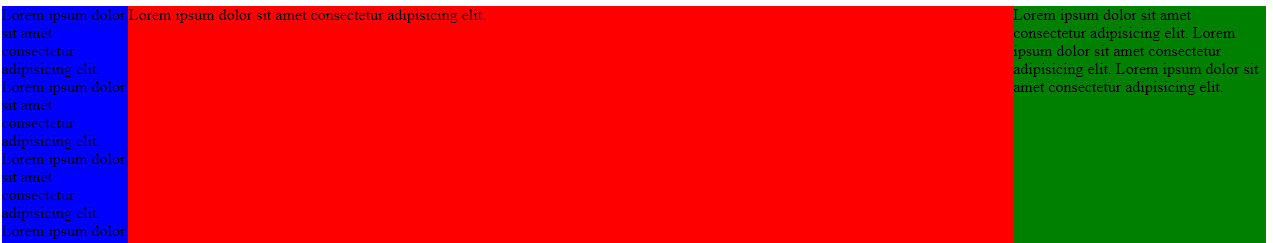 Lorem ipsum dolor
sit amet
consectetur
adipisicing elit.
Lorem ipsum dolor
sit amet
consectetur
adipisicing elit.
Lorem ipsum dolor
sit amet
consectetur
adipisicing elit.
Lorem ipsum dolor
Lorem ipsum dolor sit amet consectetur adipisicing elit.
Lorem ipsum dolor sit amet
consectetur adipisicing elit. Lorem
ipsum dolor sit amet consectetur
adipisicing elit. Lorem ipsum dolor sit
amet consectetur adipisicing elit.